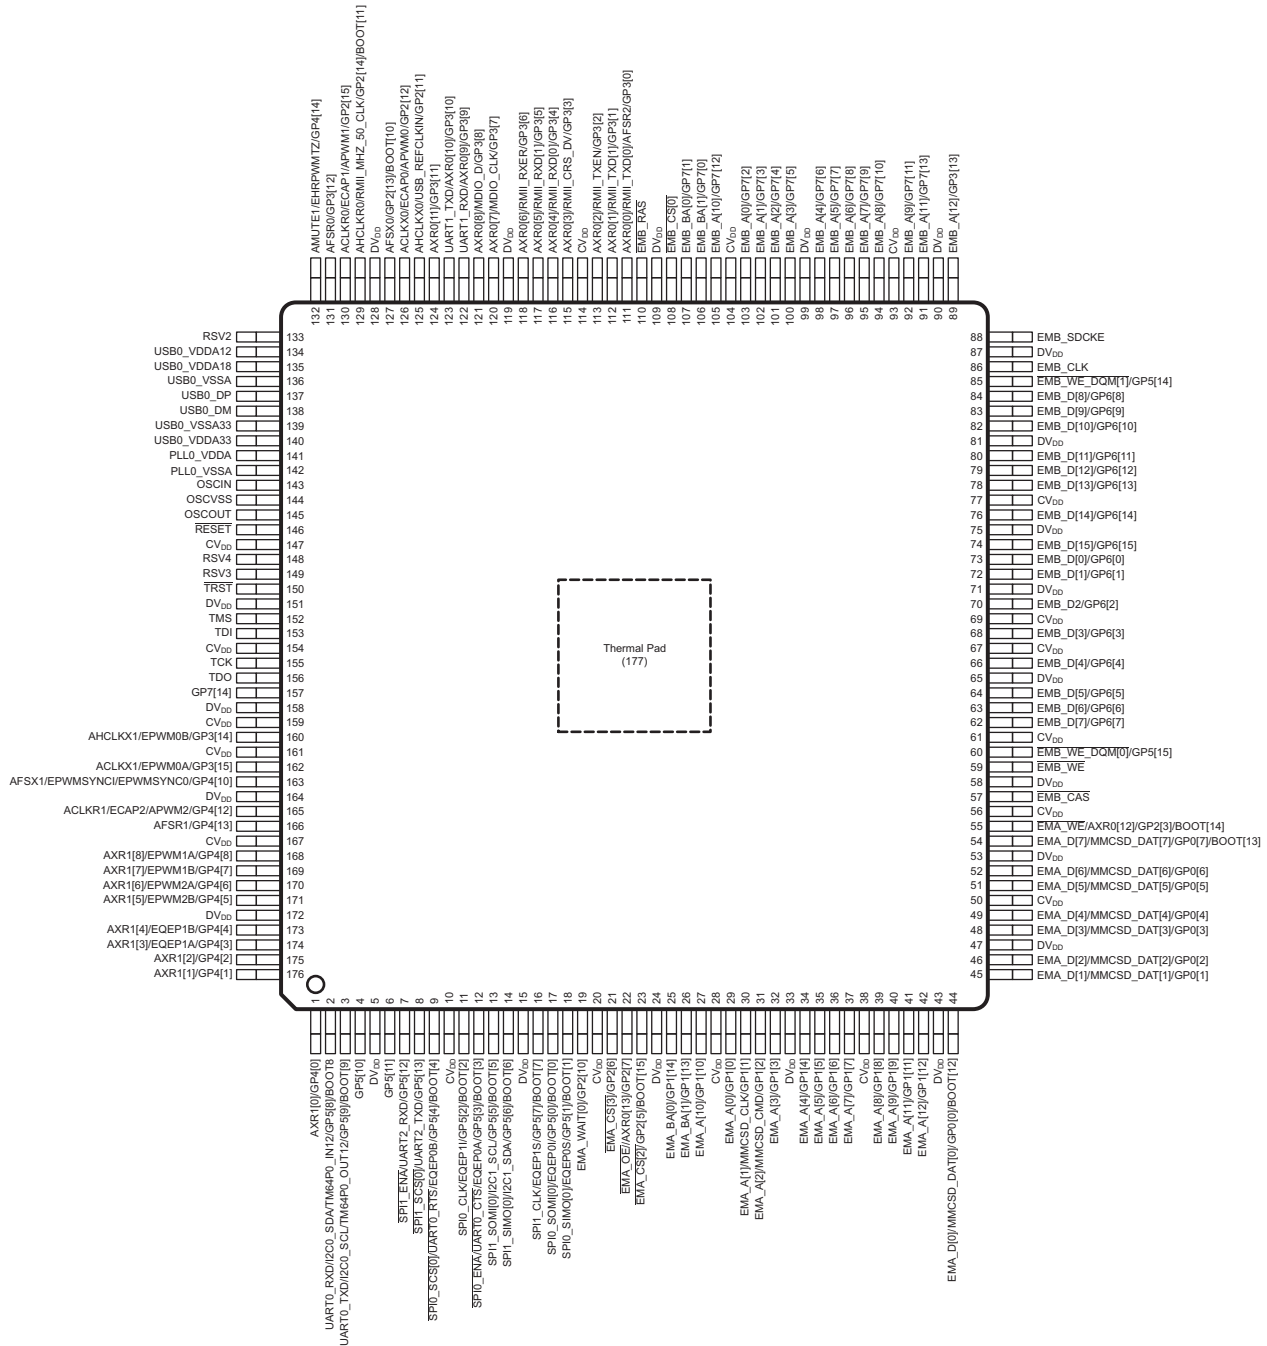 AMUTE1/EHRPWMTZ/GP4[14]
AFSR0/GP3[12]
ACLKR0/ECAP1/APWM1/GP2[15]
AHCLKR0/RMII_MHZ_50_CLK/GP2[14]/BOOT[11]
DVDD
AFSX0/GP2[13]/BOOT[10]
ACLKX0/ECAP0/APWM0/GP2[12]
AHCLKX0/USB_REFCLKIN/GP2[11]
AXR0[11]/GP3[11]
UART1_TXD/AXR0[10]/GP3[10]
UART1_RXD/AXR0[9]/GP3[9]
AXR0[8]/MDIO_D/GP3[8]
AXR0[7]/MDIO_CLK/GP3[7]
DVDD
AXR0[6]/RMII_RXER/GP3[6]
AXR0[5]/RMII_RXD[1]/GP3[5]
AXR0[4]/RMII_RXD[0]/GP3[4]
AXR0[3]/RMII_CRS_DV/GP3[3]
CVDD
AXR0[2]/RMII_TXEN/GP3[2]
AXR0[1]/RMII_TXD[1]/GP3[1]
AXR0[0]/RMII_TXD[0]/AFSR2/GP3[0]
EMB_RAS
DVDD
EMB_CS[0]
EMB_BA[0]/GP7[1]
EMB_BA[1]/GP7[0]
EMB_A[10]/GP7[12]
CVDD
EMB_A[0]/GP7[2]
EMB_A[1]/GP7[3]
EMB_A[2]/GP7[4]
EMB_A[3]/GP7[5]
DVDD
EMB_A[4]/GP7[6]
EMB_A[5]/GP7[7]
EMB_A[6]/GP7[8]
EMB_A[7]/GP7[9]
EMB_A[8]/GP7[10]
CVDD
EMB_A[9]/GP7[11]
EMB_A[11]/GP7[13]
DVDD
EMB_A[12]/GP3[13]
132
131
130
129
128
127
126
125
124
123
122
121
120
119
118
117
116
115
114
113
112
111
110
109
108
107
106
105
104
103
102
101
100
99
98
97
96
95
94
93
92
91
90
89
RSV2 133
USB0_VDDA12 134
USB0_VDDA18 135
USB0_VSSA 136
USB0_DP 137
USB0_DM 138
USB0_VSSA33 139
USB0_VDDA33 140
PLL0_VDDA 141
PLL0_VSSA 142
OSCIN 143
OSCVSS 144
OSCOUT 145
RESET 146
CVDD 147
RSV4 148
RSV3 149
TRST 150
DVDD 151
TMS 152
TDI 153
CVDD 154
TCK 155
TDO 156
GP7[14] 157
DVDD 158
CVDD 159
AHCLKX1/EPWM0B/GP3[14] 160
CVDD 161
ACLKX1/EPWM0A/GP3[15] 162
AFSX1/EPWMSYNCI/EPWMSYNC0/GP4[10] 163
DVDD 164
ACLKR1/ECAP2/APWM2/GP4[12] 165
AFSR1/GP4[13] 166
CVDD 167
AXR1[8]/EPWM1A/GP4[8] 168
AXR1[7]/EPWM1B/GP4[7] 169
AXR1[6]/EPWM2A/GP4[6] 170
AXR1[5]/EPWM2B/GP4[5] 171
DVDD 172
AXR1[4]/EQEP1B/GP4[4] 173
AXR1[3]/EQEP1A/GP4[3] 174
AXR1[2]/GP4[2] 175
AXR1[1]/GP4[1] 176
Thermal Pad
(177)
88 EMB_SDCKE
87 DVDD
86 EMB_CLK
85 EMB_WE_DQM[1]/GP5[14]
84 EMB_D[8]/GP6[8]
83 EMB_D[9]/GP6[9]
82 EMB_D[10]/GP6[10]
81 DVDD
80 EMB_D[11]/GP6[11]
79 EMB_D[12]/GP6[12]
78 EMB_D[13]/GP6[13]
77 CVDD
76 EMB_D[14]/GP6[14]
75 DVDD
74 EMB_D[15]/GP6[15]
73 EMB_D[0]/GP6[0]
72 EMB_D[1]/GP6[1]
71 DVDD
70 EMB_D2/GP6[2]
69 CVDD
68 EMB_D[3]/GP6[3]
67 CVDD
66 EMB_D[4]/GP6[4]
65 DVDD
64 EMB_D[5]/GP6[5]
63 EMB_D[6]/GP6[6]
62 EMB_D[7]/GP6[7]
61 CVDD
60 EMB_WE_DQM[0]/GP5[15]
59 EMB_WE
58 DVDD
57 EMB_CAS
56 CVDD
55 EMA_WE/AXR0[12]/GP2[3]/BOOT[14]
54 EMA_D[7]/MMCSD_DAT[7]/GP0[7]/BOOT[13]
53 DVDD
52 EMA_D[6]/MMCSD_DAT[6]/GP0[6]
51 EMA_D[5]/MMCSD_DAT[5]/GP0[5]
50 CVDD
49 EMA_D[4]/MMCSD_DAT[4]/GP0[4]
48 EMA_D[3]/MMCSD_DAT[3]/GP0[3]
47 DVDD
46 EMA_D[2]/MMCSD_DAT[2]/GP0[2]
45 EMA_D[1]/MMCSD_DAT[1]/GP0[1]
1
2
3
4
5
6
7
8
9
10
11
12
13
14
15
16
17
18
19
20
21
22
23
24
25
26
27
28
29
30
31
32
33
34
35
36
37
38
39
40
41
42
43
44
AXR1[0]/GP4[0]
UART0_RXD/I2C0_SDA/TM64P0_IN12/GP5[8]/BOOT8
UART0_TXD/I2C0_SCL/TM64P0_OUT12/GP5[9]/BOOT[9]
GP5[10]
DVDD
GP5[11]
SPI1_ENA/UART2_RXD/GP5[12]
SPI1_SCS[0]/UART2_TXD/GP5[13]
SPI0_SCS[0]/UART0_RTS/EQEP0B/GP5[4]/BOOT[4]
CVDD
SPI0_CLK/EQEP1I/GP5[2]/BOOT[2]
SPI0_ENA/UART0_CTS/EQEP0A/GP5[3]/BOOT[3]
SPI1_SOMI[0]/I2C1_SCL/GP5[5]/BOOT[5]
SPI1_SIMO[0]/I2C1_SDA/GP5[6]/BOOT[6]
DVDD
SPI1_CLK/EQEP1S/GP5[7]/BOOT[7]
SPI0_SOMI[0]/EQEP0I/GP5[0]/BOOT[0]
SPI0_SIMO[0]/EQEP0S/GP5[1]/BOOT[1]
EMA_WAIT[0]/GP2[10]
CVDD
EMA_CS[3]/GP2[6]
EMA_OE//AXR0[13]/GP2[7]
EMA_CS[2]/GP2[5]/BOOT[15]
DVDD
EMA_BA[0]/GP1[14]
EMA_BA[1]/GP1[13]
EMA_A[10]/GP1[10]
CVDD
EMA_A[0]/GP1[0]
EMA_A[1]/MMCSD_CLK/GP1[1]
EMA_A[2]/MMCSD_CMD/GP1[2]
EMA_A[3]/GP1[3]
DVDD
EMA_A[4]/GP1[4]
EMA_A[5]/GP1[5]
EMA_A[6]/GP1[6]
EMA_A[7]/GP1[7]
CVDD
EMA_A[8]/GP1[8]
EMA_A[9]/GP1[9]
EMA_A[11]/GP1[11]
EMA_A[12]/GP1[12]
DVDD
EMA_D[0]/MMCSD_DAT[0]/GP0[0]/BOOT[12]